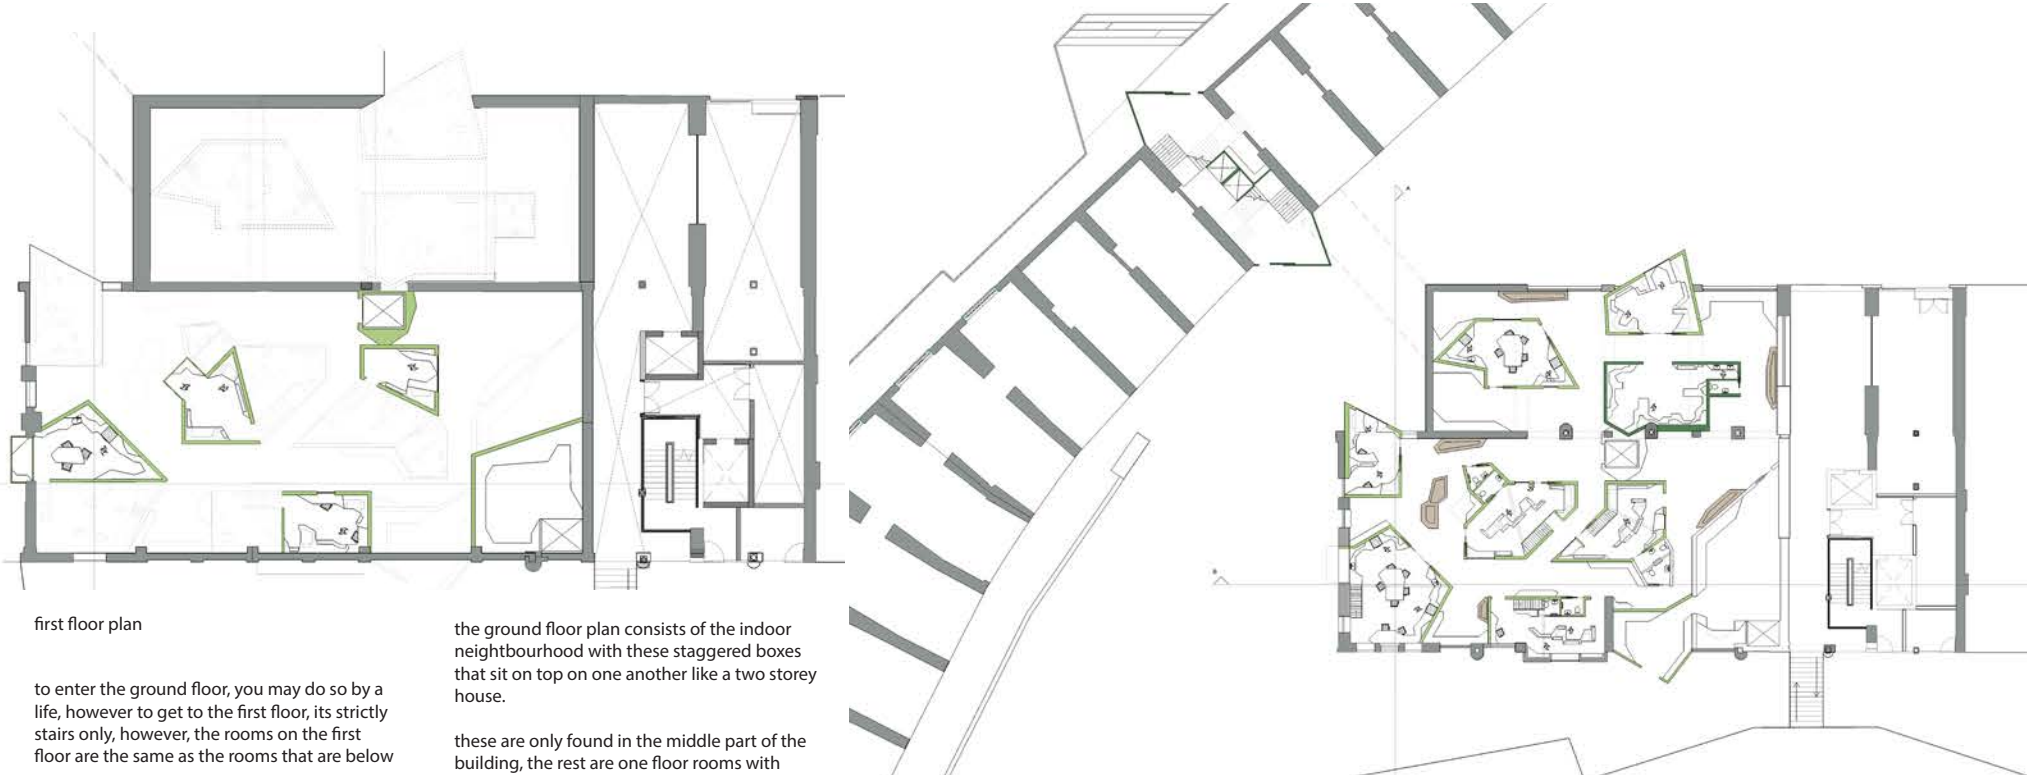 first floor plan
to enter the ground floor, you may do so by a
life, however to get to the first floor, its strictly
stairs only, however, the rooms on the first
floor are the same as the rooms that are below
the ground floor plan consists of the indoor
neightbourhood with these staggered boxes
that sit on top on one another like a two storey
house.
these are only found in the middle part of the
building, the rest are one floor rooms with
A
B